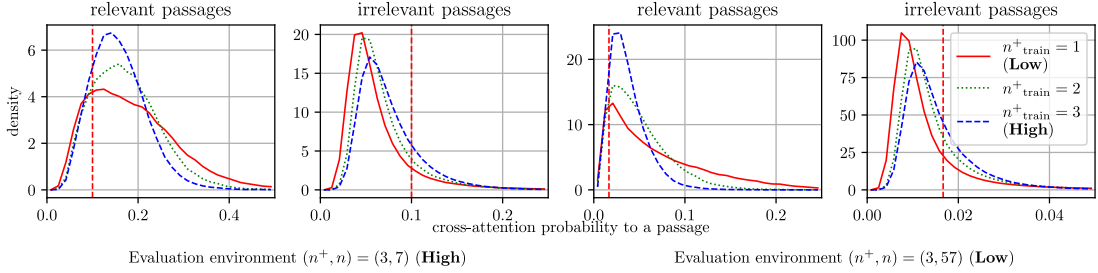 relevant passages
irrelevant passages
relevant passages
irrelevant passages
density
0
2
4
6
0.0
0.2
0.4
0
5
10
15
20
0.0
0.1
0.2
0
10
20
0.0
0.1
0.2
0
25
50
75
100
0.00
0.02
0.04
n⁺train = 1
(Low)
n⁺train = 2
n⁺train = 3
(High)
cross-attention probability to a passage
Evaluation environment (n⁺, n) = (3, 7) (High)
Evaluation environment (n⁺, n) = (3, 57) (Low)